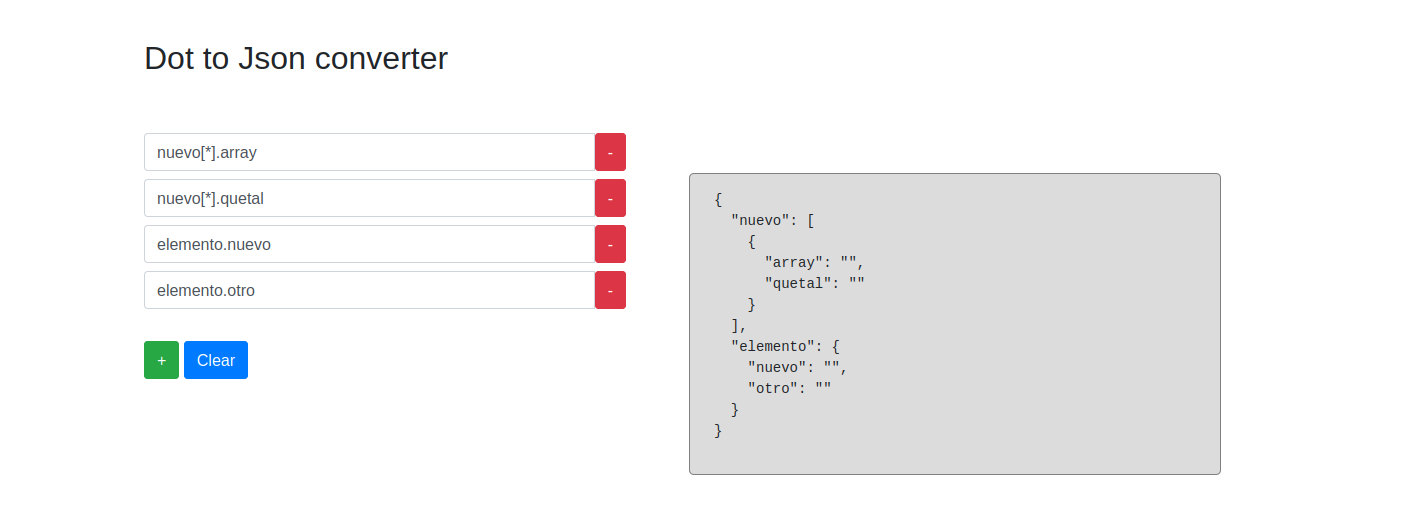 Dot to Json converter
nuevo[*].array
-
nuevo[*].quetal
-
elemento.nuevo
-
elemento.otro
-
+
Clear
{
  "nuevo": [
    {
      "array": "",
      "quetal": ""
    }
  ],
  "elemento": {
    "nuevo": "",
    "otro": ""
  }
}